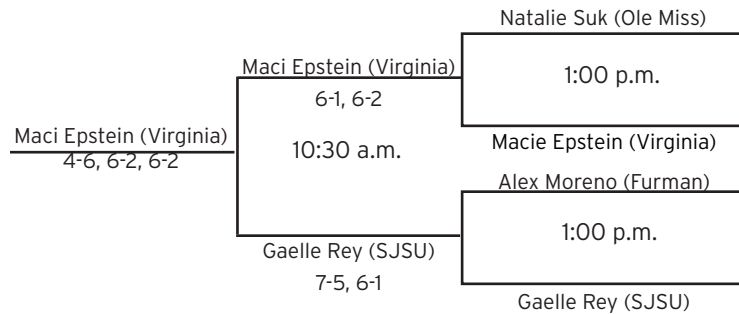 Natalie Suk (Ole Miss)
1:00 p.m.
Maci Epstein (Virginia)
6-1, 6-2
Macie Epstein (Virginia)
Maci Epstein (Virginia)
4-6, 6-2, 6-2
10:30 a.m.
Alex Moreno (Furman)
1:00 p.m.
Gaelle Rey (SJSU)
7-5, 6-1
Gaelle Rey (SJSU)